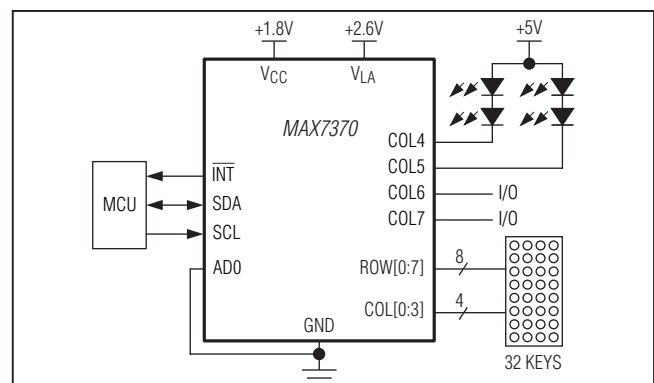 +1.8V +2.6V +5V
VCC VLA
MAX7370
COL4
COL5
COL6 I/O
COL7 I/O
MCU
INT
SDA
SCL
AD0
ROW[0:7] 8
COL[0:3] 4
GND
32 KEYS